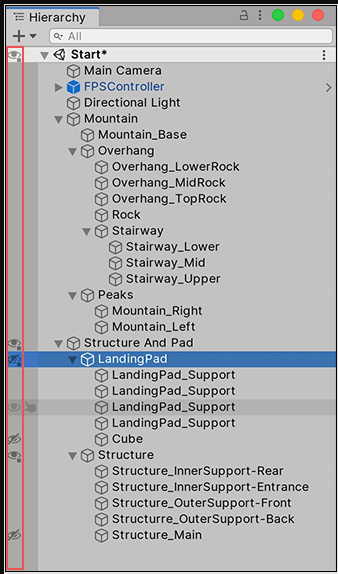 Hierarchy
All
Start*
Main Camera
FPSController
Directional Light
Mountain
Mountain_Base
Overhang
Overhang_LowerRock
Overhang_MidRock
Overhang_TopRock
Rock
Stairway
Stairway_Lower
Stairway_Mid
Stairway_Upper
Peaks
Mountain_Right
Mountain_Left
Structure And Pad
LandingPad
LandingPad_Support
LandingPad_Support
LandingPad_Support
LandingPad_Support
Cube
Structure
Structure_InnerSupport-Rear
Structure_InnerSupport-Entrance
Structure_OuterSupport-Front
Structurre_OuterSupport-Back
Structure_Main